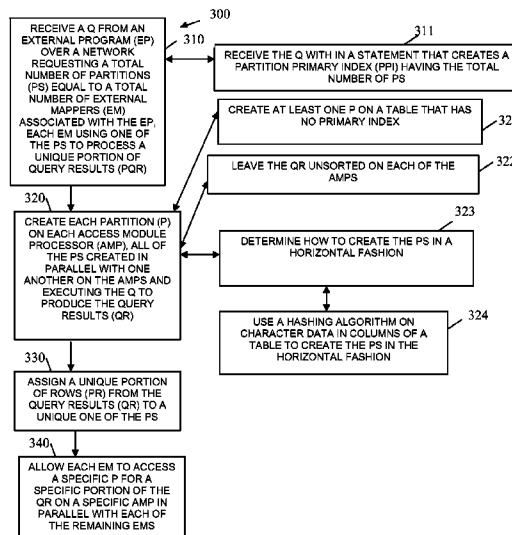 300
RECEIVE A Q FROM AN
EXTERNAL PROGRAM (EP)
OVER A NETWORK
REQUESTING A TOTAL
NUMBER OF PARTITIONS
(PS) EQUAL TO A TOTAL
NUMBER OF EXTERNAL
MAPPERS (EM)
ASSOCIATED WITH THE EP,
EACH EM USING ONE OF
THE PS TO PROCESS A
UNIQUE PORTION OF
QUERY RESULTS (PQR)
310
311
RECEIVE THE Q WITH IN A STATEMENT THAT CREATES A
PARTITION PRIMARY INDEX (PPI) HAVING THE TOTAL
NUMBER OF PS
CREATE AT LEAST ONE P ON A TABLE THAT HAS
NO PRIMARY INDEX
322
LEAVE THE QR UNSORTED ON EACH OF THE
AMPS
320
CREATE EACH PARTITION (P)
ON EACH ACCESS MODULE
PROCESSOR (AMP), ALL OF
THE PS CREATED IN
PARALLEL WITH ONE
ANOTHER ON THE AMPS AND
EXECUTING THE Q TO
PRODUCE THE QUERY
RESULTS (QR)
323
DETERMINE HOW TO CREATE THE PS IN A
HORIZONTAL FASHION
USE A HASHING ALGORITHM ON
CHARACTER DATA IN COLUMNS OF A
TABLE TO CREATE THE PS IN THE
HORIZONTAL FASHION
324
330
ASSIGN A UNIQUE PORTION
OF ROWS (PR) FROM THE
QUERY RESULTS (QR) TO A
UNIQUE ONE OF THE PS
340
ALLOW EACH EM TO ACCESS
A SPECIFIC P FOR A
SPECIFIC PORTION OF THE
QR ON A SPECIFIC AMP IN
PARALLEL WITH EACH OF
THE REMAINING EMS